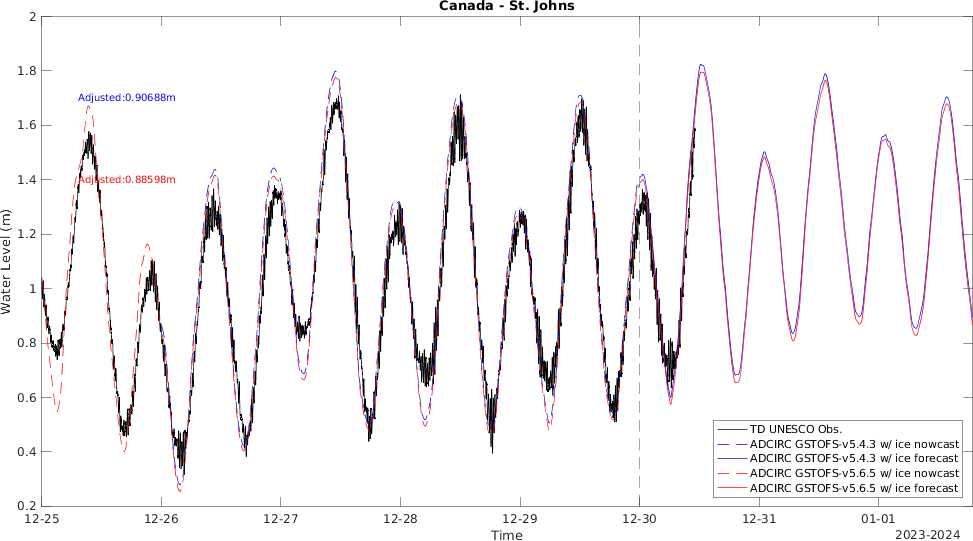 Canada - St. Johns
2
1.8
1.6
1.4
1.2
1
0.8
0.6
0.4
0.2
Water Level (m)
Adjusted:0.90688m
Adjusted:0.88598m
TD UNESCO Obs.
ADCIRC GSTOFS-v5.4.3 w/ ice nowcast
ADCIRC GSTOFS-v5.4.3 w/ ice forecast
ADCIRC GSTOFS-v5.6.5 w/ ice nowcast
ADCIRC GSTOFS-v5.6.5 w/ ice forecast
12-25 12-26 12-27 12-28 12-29 12-30 12-31 01-01
Time
2023-2024